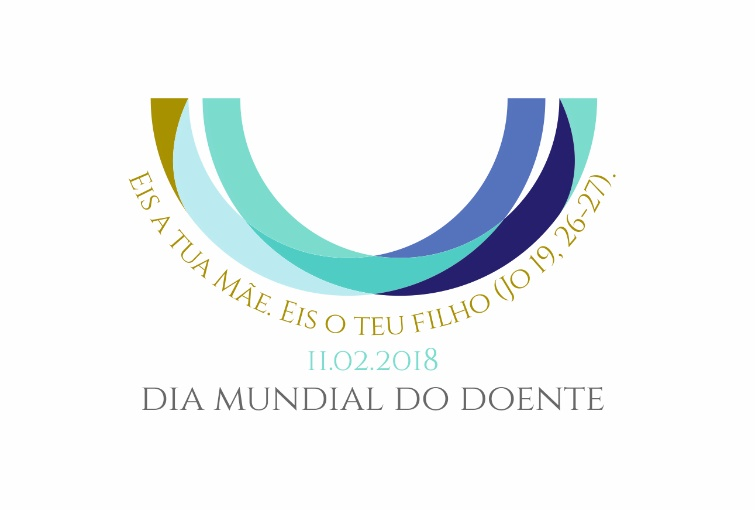 Eis a tua Mãe. Eis o teu filho (Jo 19, 26-27).
11.02.2018
DIA MUNDIAL DO DOENTE